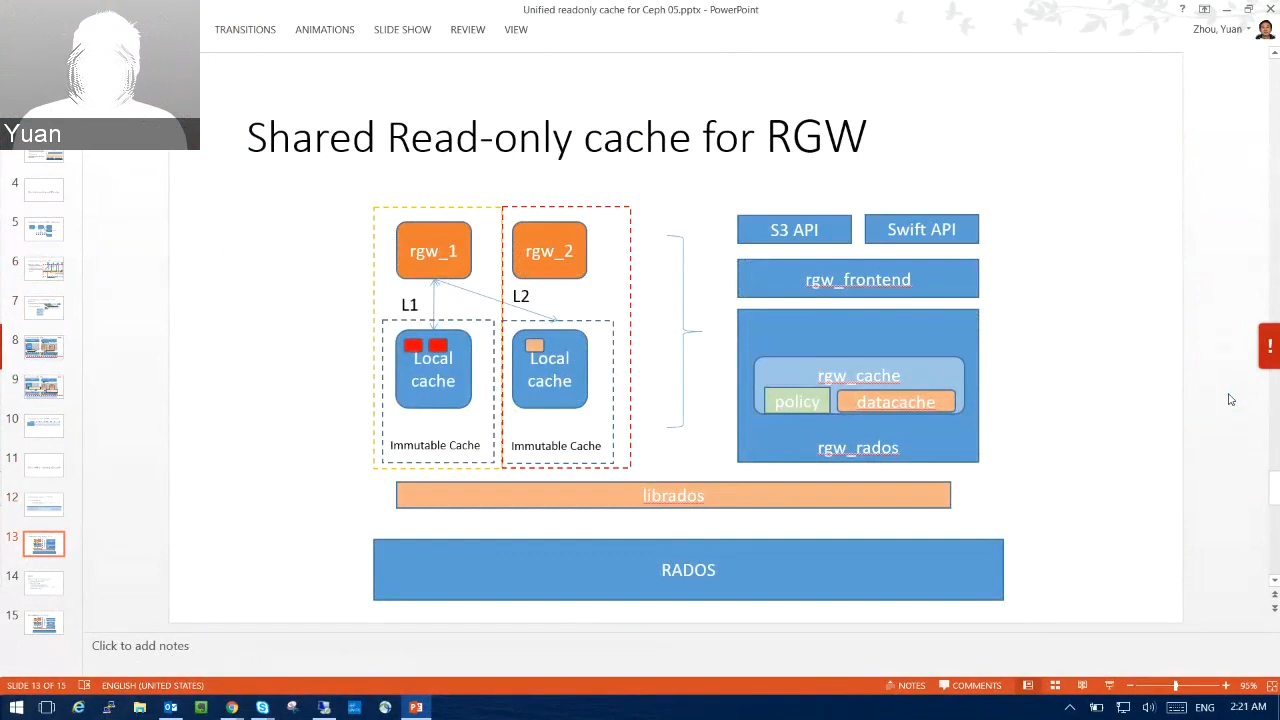 Unified readonly cache for Ceph 05.pptx - PowerPoint
?
TRANSITIONS
ANIMATIONS
SLIDE SHOW
REVIEW
VIEW
Zhou, Yuan
Yuan
4
5
6
7
8
9
10
11
12
13
14
15
Shared Read-only cache for RGW
rgw_1
rgw_2
L1
L2
Local
cache
Local
cache
Immutable Cache
Immutable Cache
S3 API
Swift API
rgw_frontend
rgw_cache
policy
datacache
rgw_rados
librados
RADOS
!
Click to add notes
SLIDE 13 OF 15
ENGLISH (UNITED STATES)
NOTES
COMMENTS
95%
ENG
2:21 AM